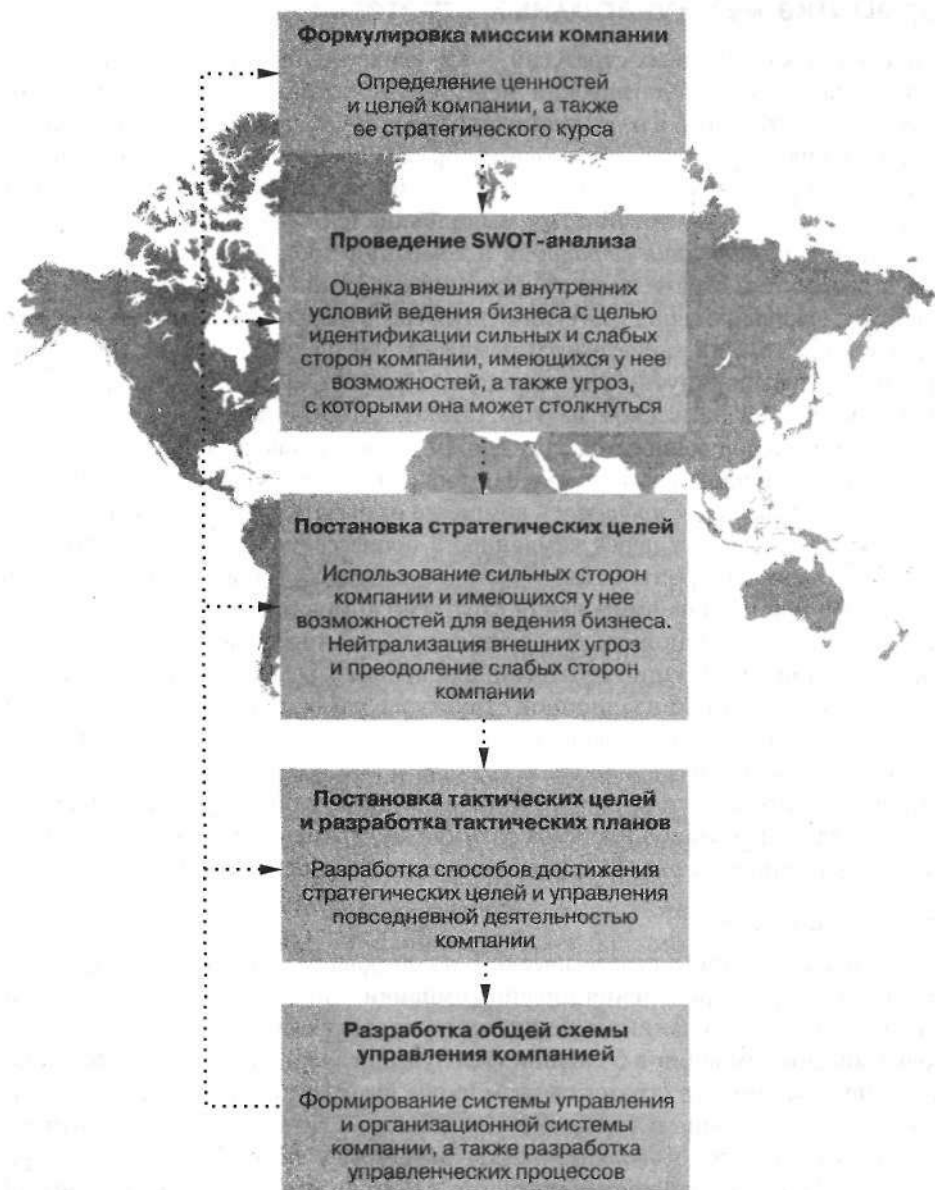 Формулировка миссии компании
Определение ценностей
и целей компании, а также
ее стратегического курса
Проведение SWOT-анализа
Оценка внешних и внутренних
условий ведения бизнеса с целью
идентификации сильных и слабых
сторон компании, имеющихся у нее
возможностей, а также угроз,
с которыми она может столкнуться
Постановка стратегических целей
Использование сильных сторон
компании и имеющихся у нее
возможностей для ведения бизнеса.
Нейтрализация внешних угроз
и преодоление слабых сторон
компании
Постановка тактических целей
и разработка тактических планов
Разработка способов достижения
стратегических целей и управления
повседневной деятельностью
компании
Разработка общей схемы
управления компанией
Формирование системы управления
и организационной системы
компании, а также разработка
управленческих процессов